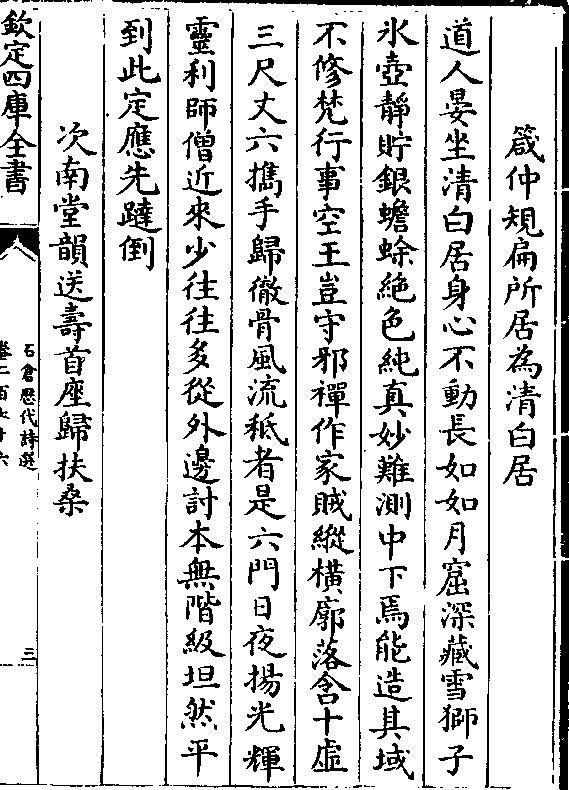 箴仲規扁所居為清白居
道人晏坐清白居身心不動長如如月窟深藏雪獅子
氷壺靜貯銀蟾蜍絶色純真妙難測中下焉能造其域
不修梵行事空王豈守邪禪作家賊縱橫廓落含十虛
三尺丈六擕手歸徹骨風流秪者是六門日夜揚光輝
靈利師僧近來少往往多從外邊討本無階級坦然平
到此定應先躂倒
次南堂韻送壽首座歸扶桑
欽定四庫全書
石倉歷代詩選
卷二百七十六
三